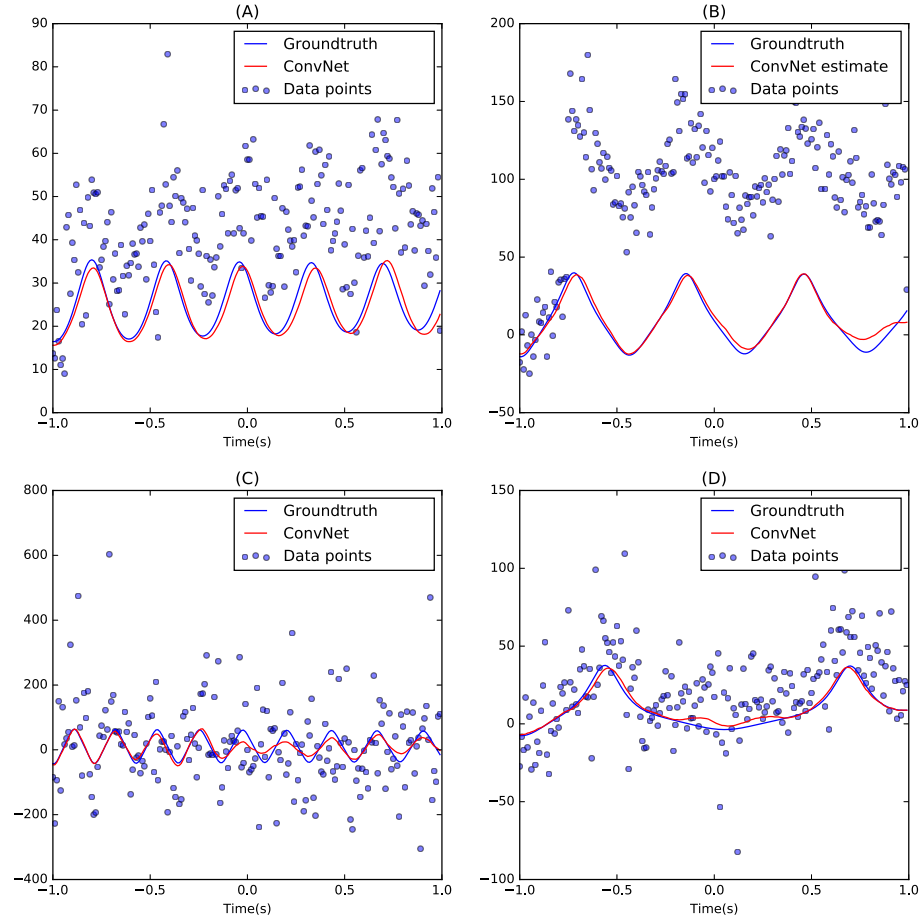 (A)
90
80
70
60
50
40
30
20
10
0
Groundtruth
ConvNet
Data points
−1.0 −0.5 0.0 0.5 1.0
Time(s)
(B)
200
150
100
50
0
−50
Groundtruth
ConvNet estimate
Data points
−1.0 −0.5 0.0 0.5 1.0
Time(s)
(C)
800
600
400
200
0
−200
−400
Groundtruth
ConvNet
Data points
−1.0 −0.5 0.0 0.5 1.0
Time(s)
(D)
150
100
50
0
−50
−100
Groundtruth
ConvNet
Data points
−1.0 −0.5 0.0 0.5 1.0
Time(s)